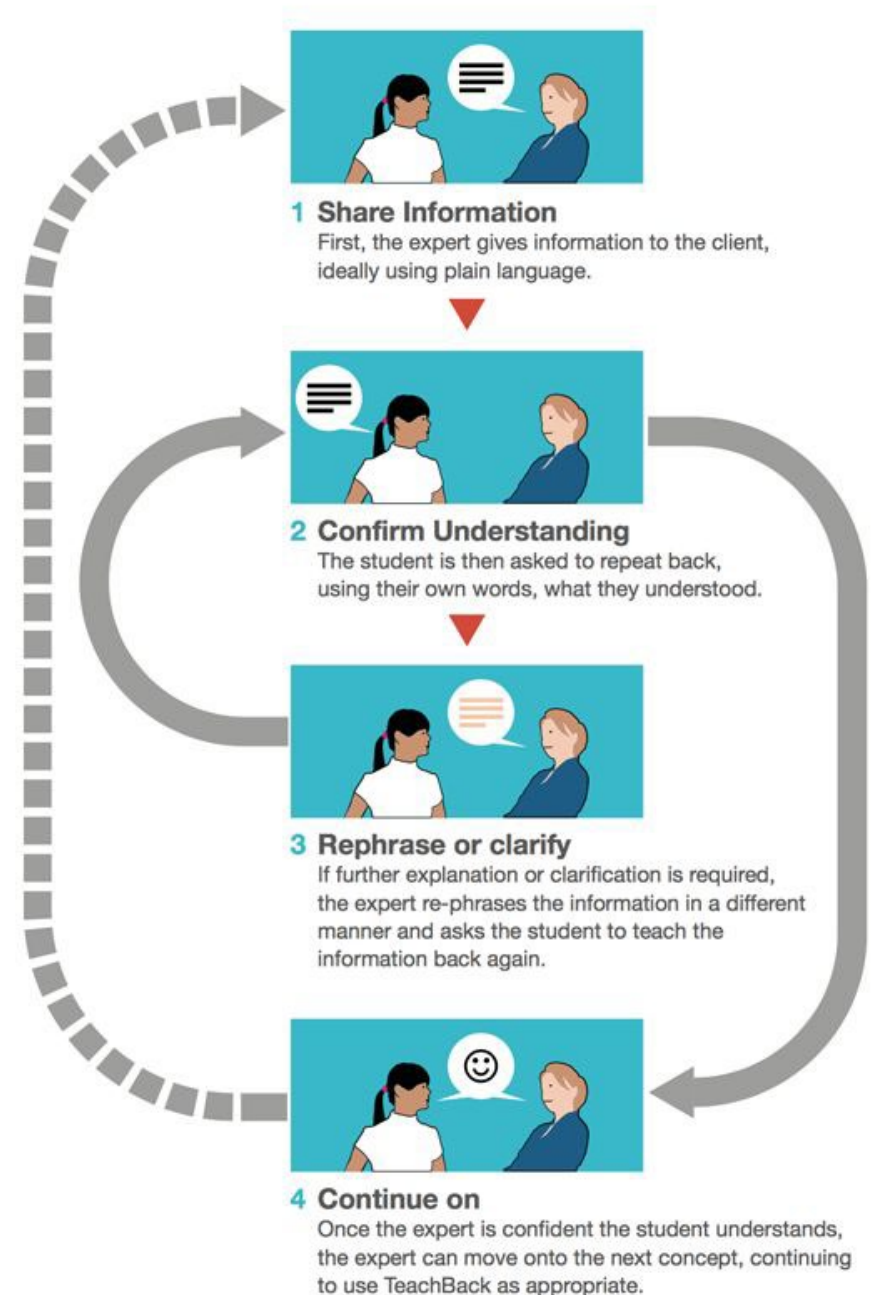 1 Share Information
First, the expert gives information to the client,
ideally using plain language.
2 Confirm Understanding
The student is then asked to repeat back,
using their own words, what they understood.
3 Rephrase or clarify
If further explanation or clarification is required,
the expert re-phrases the information in a different
manner and asks the student to teach the
information back again.
4 Continue on
Once the expert is confident the student understands,
the expert can move onto the next concept, continuing
to use TeachBack as appropriate.